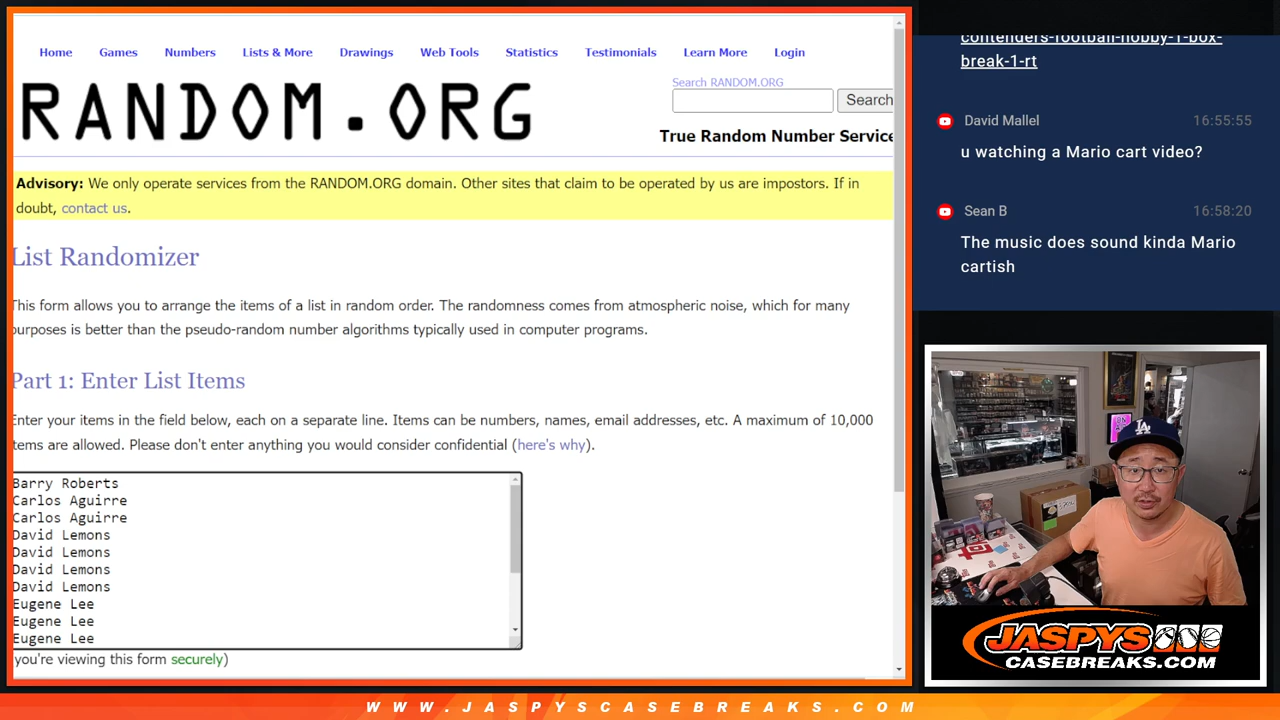 Home Games Numbers Lists & More Drawings Web Tools Statistics Testimonials Learn More Login
RANDOM.ORG
Search RANDOM.ORG
Search
True Random Number Service
Advisory: We only operate services from the RANDOM.ORG domain. Other sites that claim to be operated by us are impostors. If in
doubt, contact us.
List Randomizer
This form allows you to arrange the items of a list in random order. The randomness comes from atmospheric noise, which for many
purposes is better than the pseudo-random number algorithms typically used in computer programs.
Part 1: Enter List Items
Enter your items in the field below, each on a separate line. Items can be numbers, names, email addresses, etc. A maximum of 10,000
items are allowed. Please don't enter anything you would consider confidential (here's why).
Barry Roberts
Carlos Aguirre
Carlos Aguirre
David Lemons
David Lemons
David Lemons
David Lemons
Eugene Lee
Eugene Lee
Eugene Lee
you're viewing this form securely)
contenders-football-hobby-1-box-
break-1-rt
David Mallel 16:55:55
u watching a Mario cart video?
Sean B 16:58:20
The music does sound kinda Mario
cartish
LA
JASPYS
CASEBREAKS.COM
WWW.JASPYSCASEBREAKS.COM